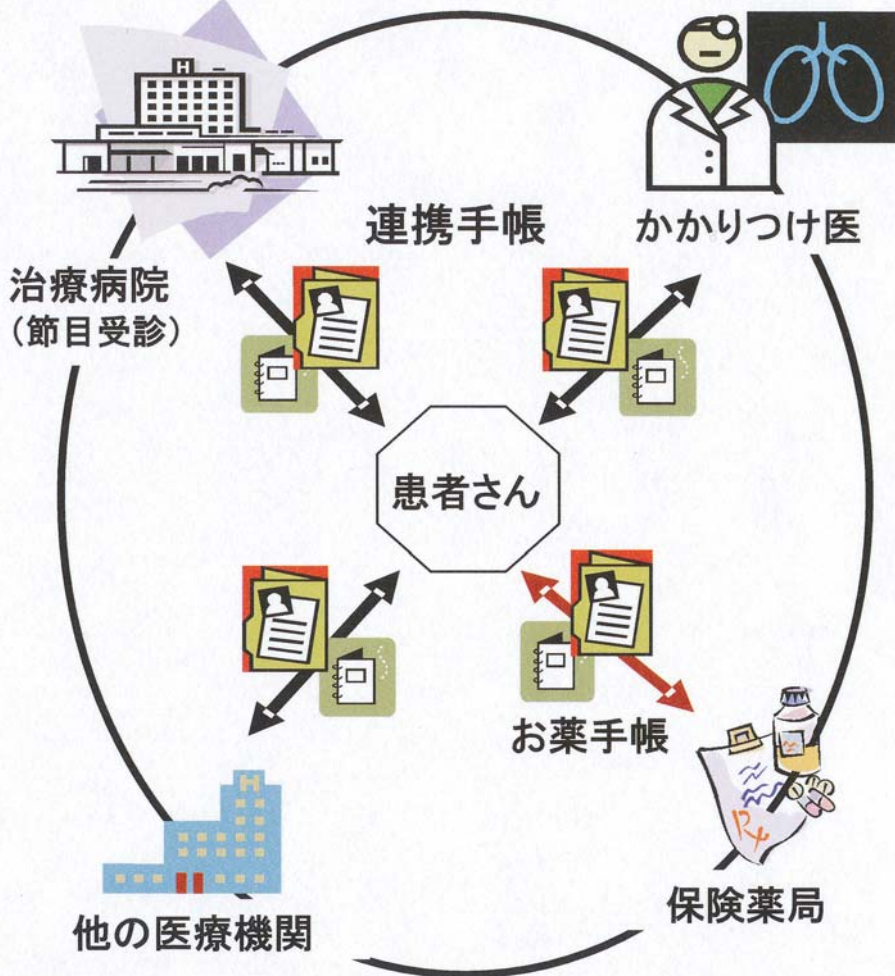 連携手帳
かかりつけ医
治療病院
（節目受診）
患者さん
お薬手帳
保険薬局
他の医療機関